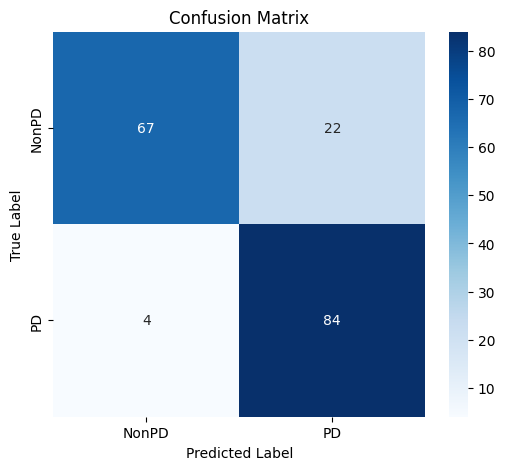 Confusion Matrix
True Label
NonPD
PD
67 22
4 84
NonPD PD
Predicted Label
80
70
60
50
40
30
20
10